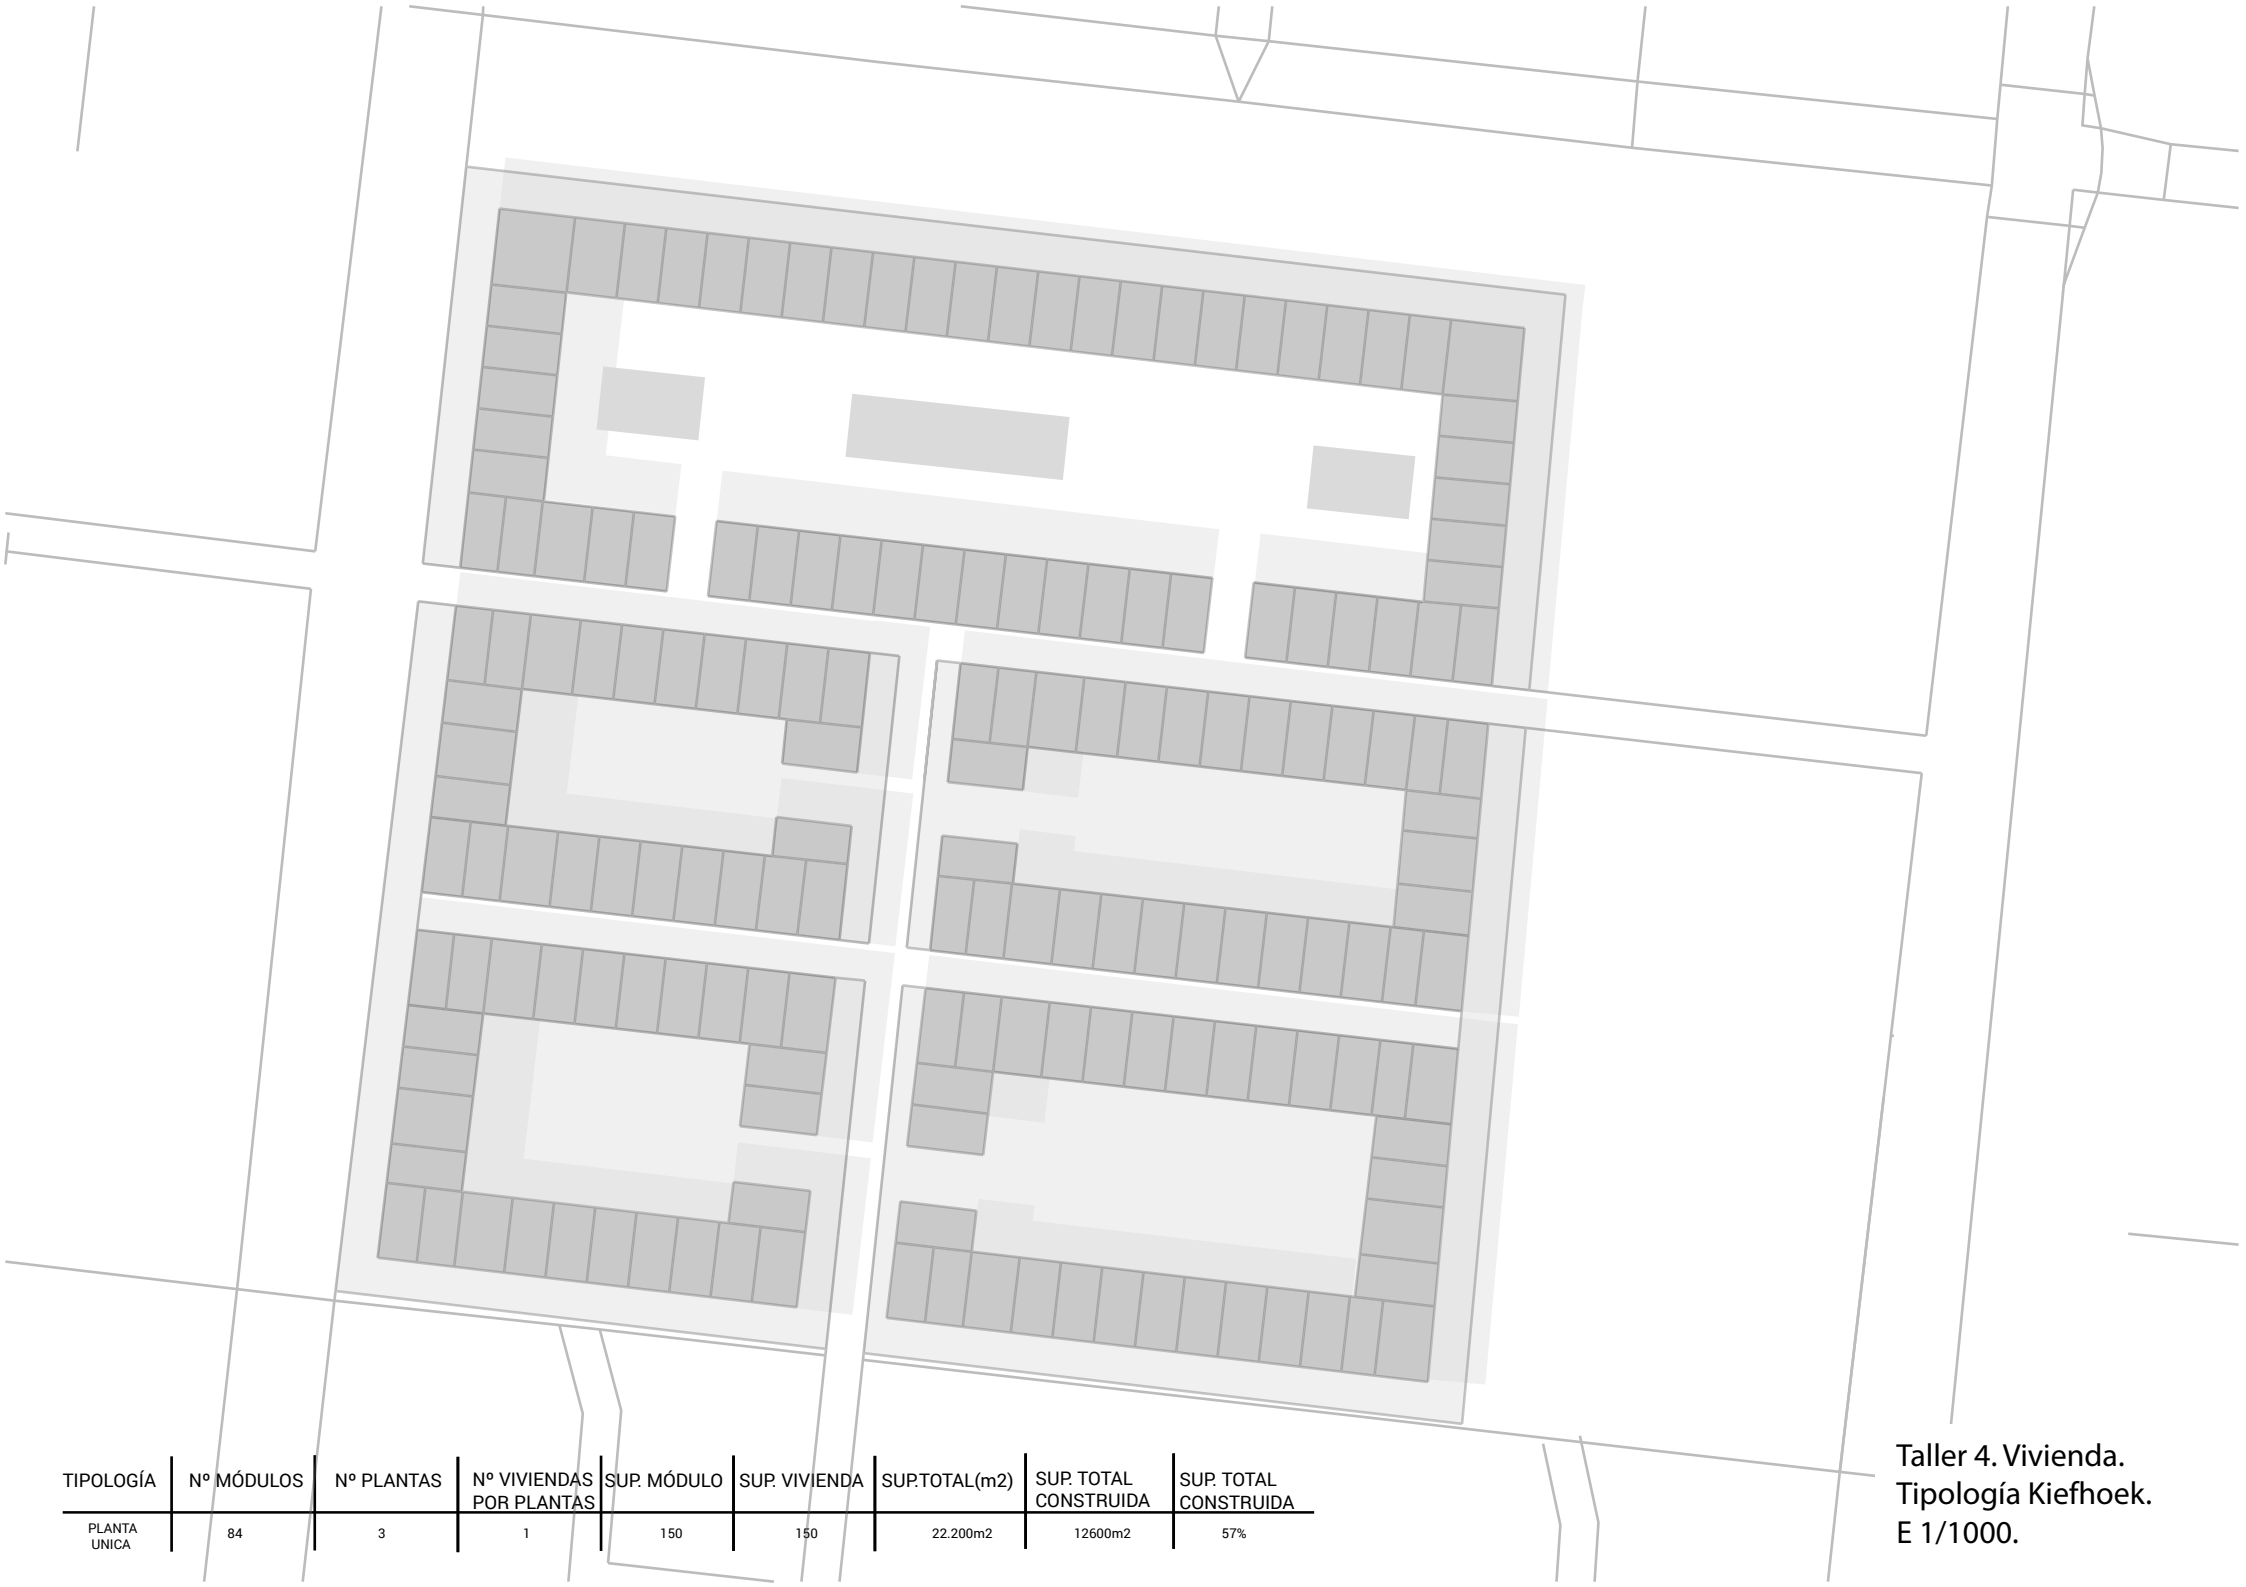 TIPOLOGÍA
Nº MÓDULOS
Nº PLANTAS
Nº VIVIENDAS
POR PLANTAS
SUP. MÓDULO
SUP. VIVIENDA
SUP.TOTAL(m2)
SUP. TOTAL
CONSTRUIDA
SUP. TOTAL
CONSTRUIDA
PLANTA
UNICA
84
3
1
150
150
22.200m2
12600m2
57%
Taller 4. Vivienda.
Tipología Kiefhoek.
E 1/1000.